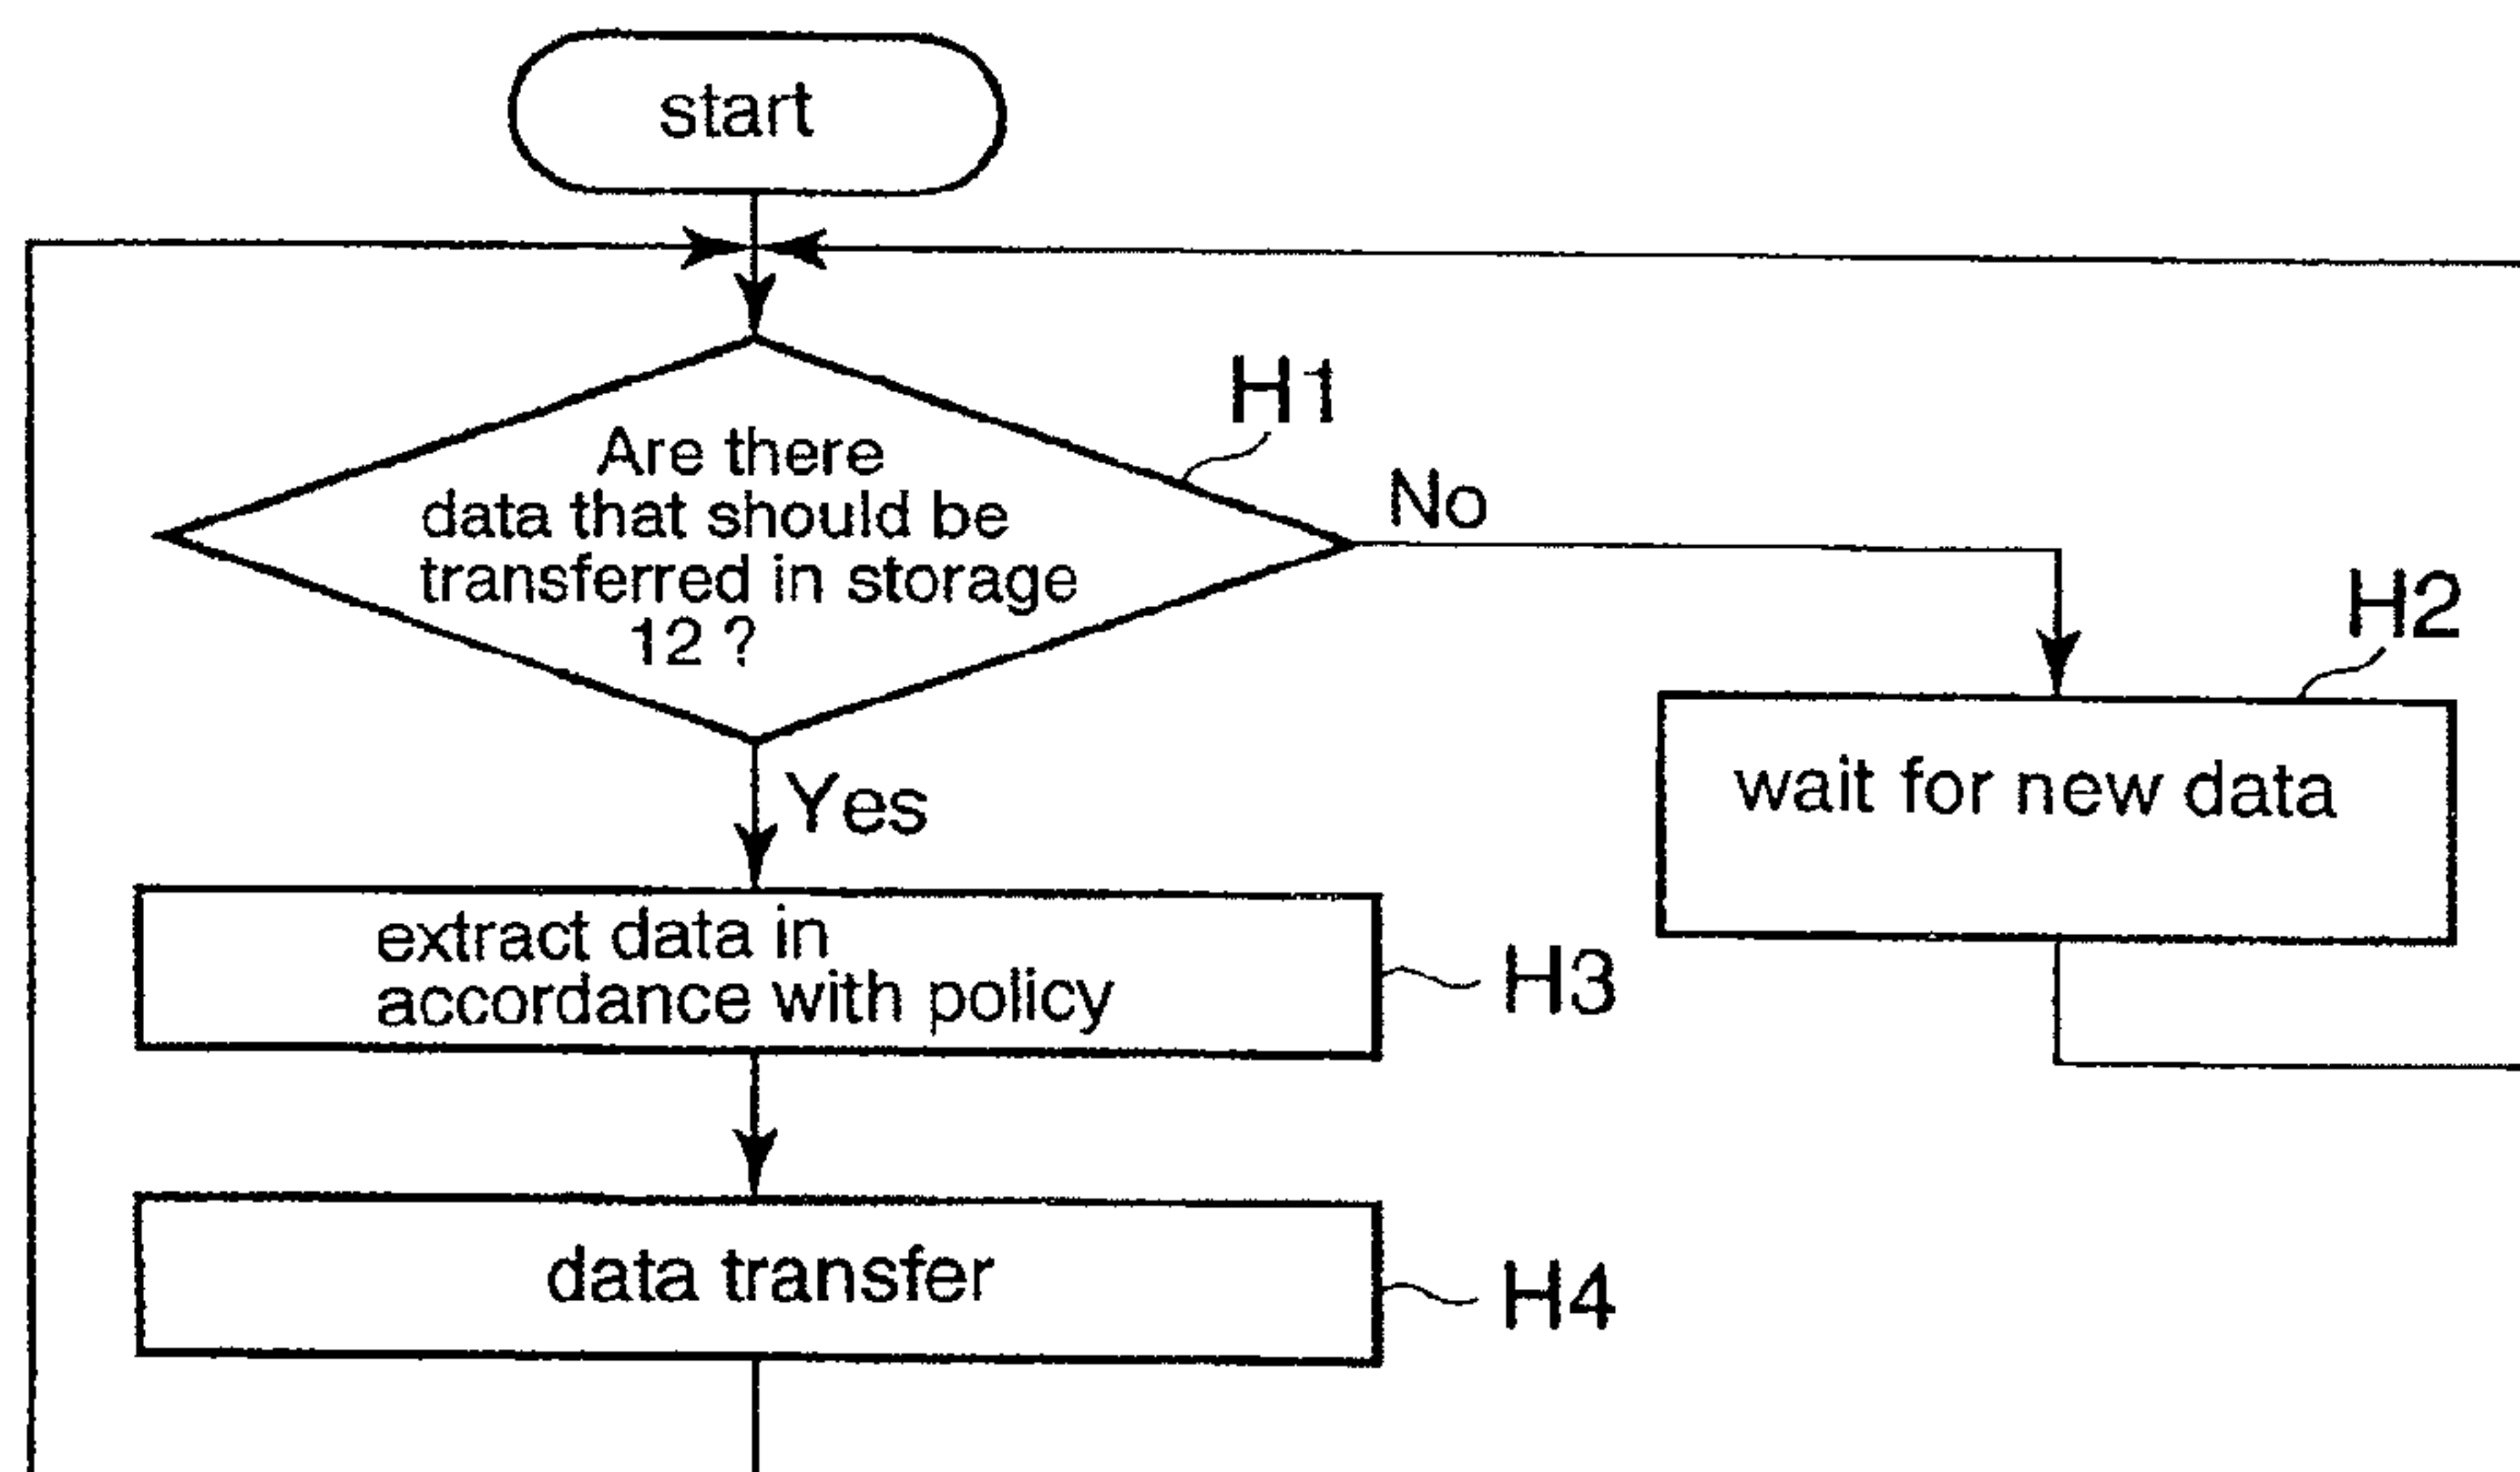 start
H1
Are there
data that should be
transferred in storage
12 ?
No
H2
wait for new data
Yes
extract data in
accordance with policy
H3
data transfer
H4